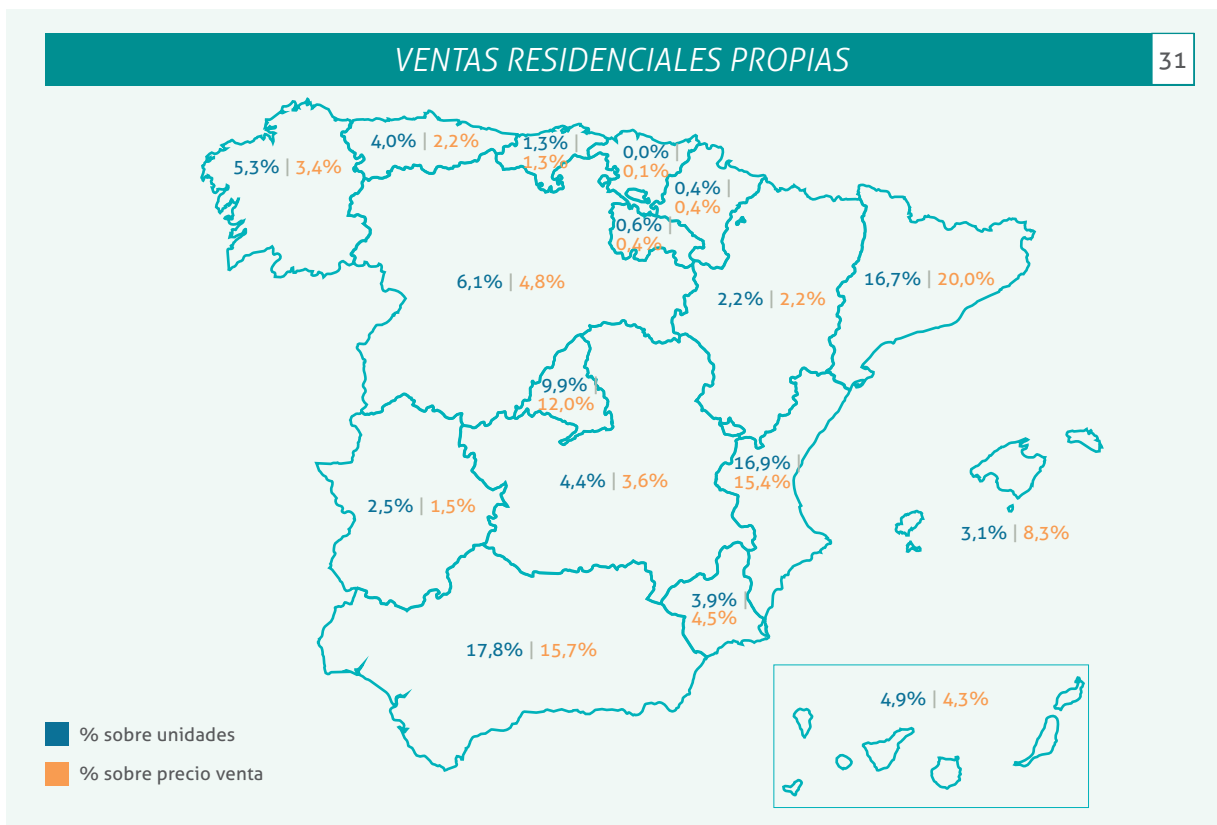 VENTAS RESIDENCIALES PROPIAS
31
4,0% | 2,2%
1,3% |
1,3%
5,3% | 3,4%
0,0% |
0,1%
0,4% |
0,4%
0,6% |
0,4%
6,1% | 4,8%
2,2% | 2,2%
16,7% | 20,0%
9,9% |
12,0%
16,9% |
15,4%
4,4% | 3,6%
2,5% | 1,5%
3,1% | 8,3%
3,9% |
4,5%
17,8% | 15,7%
4,9% | 4,3%
% sobre unidades
% sobre precio venta